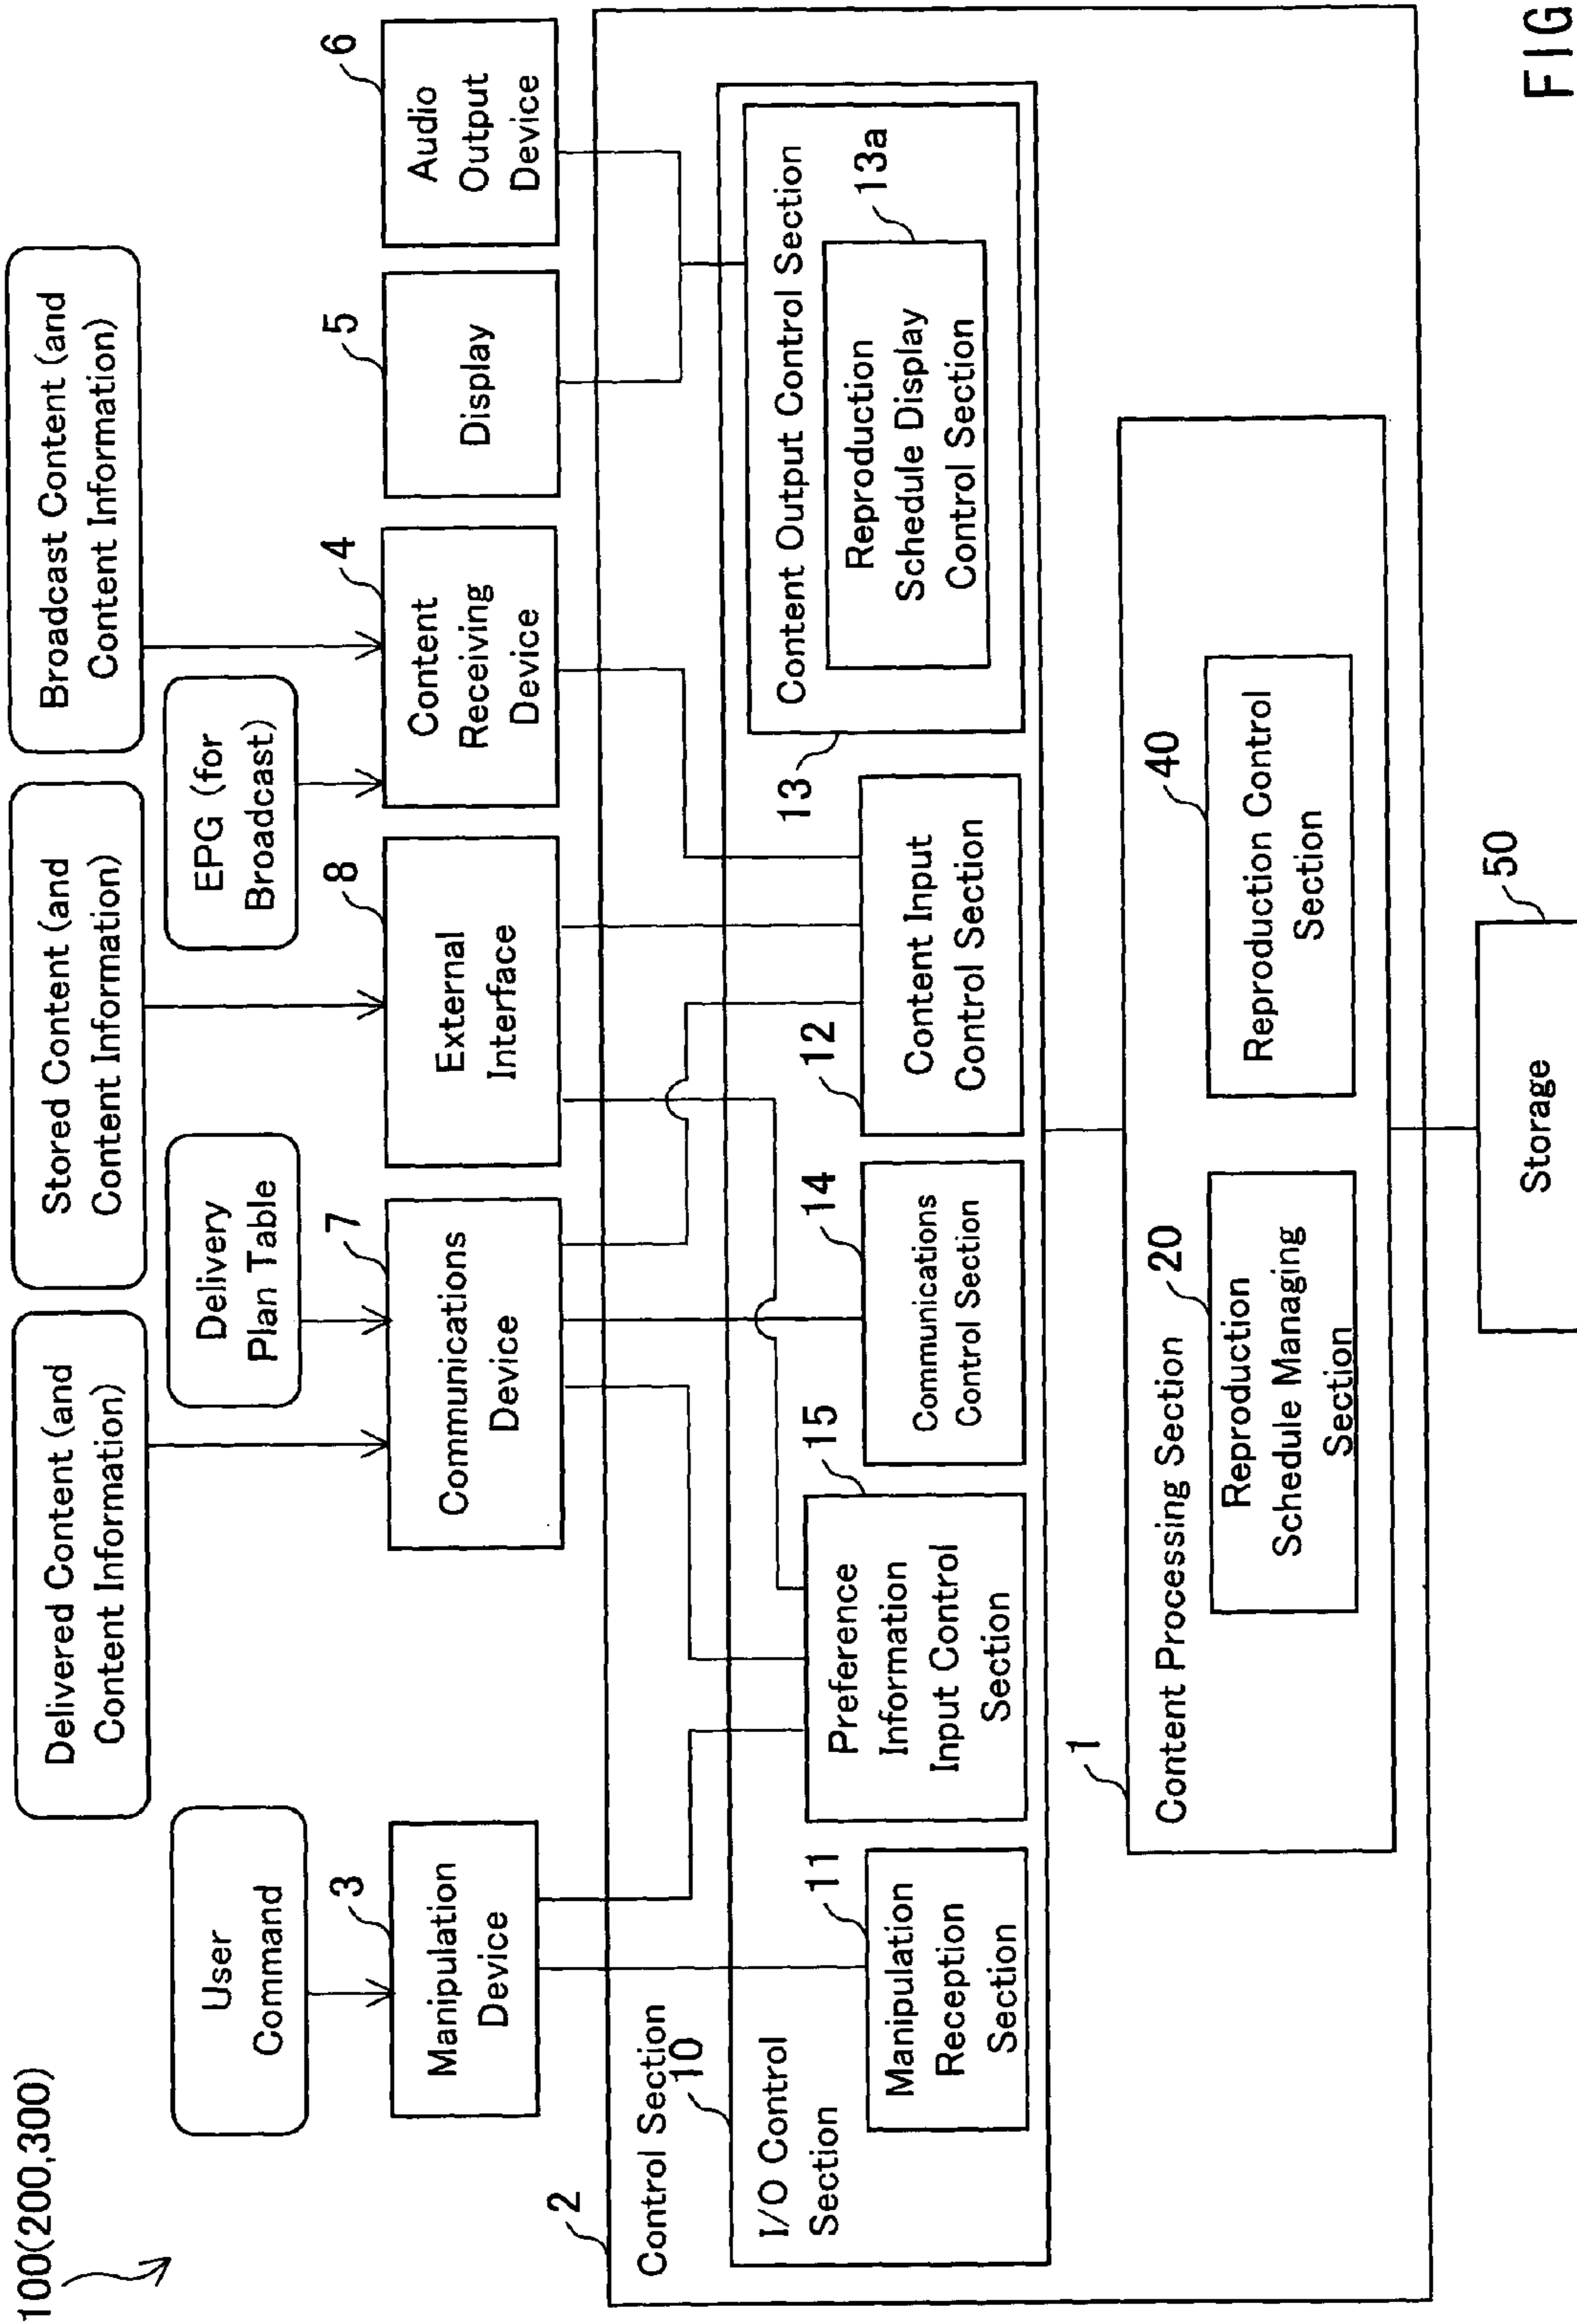 100(200,300)
User
Command
Delivered Content (and
Content Information)
Delivery
Plan Table
Stored Content (and
Content Information)
EPG (for
Broadcast)
Broadcast Content (and
Content Information)
3
Manipulation
Device
7
Communications
Device
8
External
Interface
4
Content
Receiving
Device
5
Display
6
Audio
Output
Device
2
Control Section
10
I/O Control
Section
11
Manipulation
Reception
Section
15
Preference
Information
Input Control
Section
14
Communications
Control Section
12
Content Input
Control Section
13
Content Output Control Section
13a
Reproduction
Schedule Display
Control Section
1
Content Processing Section
20
Reproduction
Schedule Managing
Section
40
Reproduction Control
Section
50
Storage
FIG